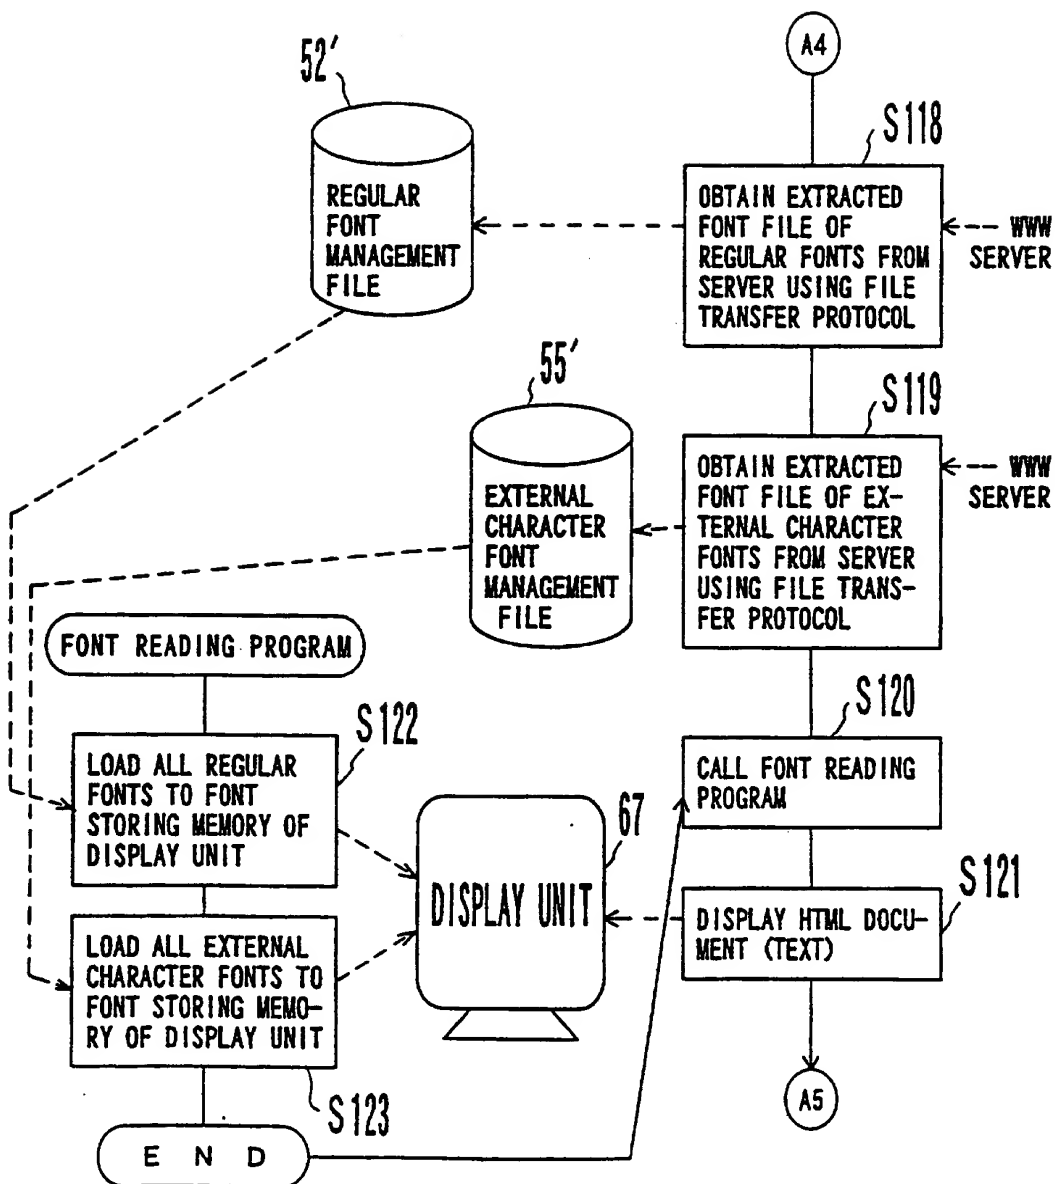 A4
52′
S118
REGULAR
FONT
MANAGEMENT
FILE
OBTAIN EXTRACTED
FONT FILE OF
REGULAR FONTS FROM
SERVER USING FILE
TRANSFER PROTOCOL
WWW
SERVER
55′
S119
EXTERNAL
CHARACTER
FONT
MANAGEMENT
FILE
OBTAIN EXTRACTED
FONT FILE OF EX-
TERNAL CHARACTER
FONTS FROM SERVER
USING FILE TRANS-
FER PROTOCOL
WWW
SERVER
FONT READING PROGRAM
S122
LOAD ALL REGULAR
FONTS TO FONT
STORING MEMORY OF
DISPLAY UNIT
S120
CALL FONT READING
PROGRAM
67
DISPLAY UNIT
S121
DISPLAY HTML DOCU-
MENT (TEXT)
LOAD ALL EXTERNAL
CHARACTER FONTS TO
FONT STORING MEMO-
RY OF DISPLAY UNIT
S123
END
A5